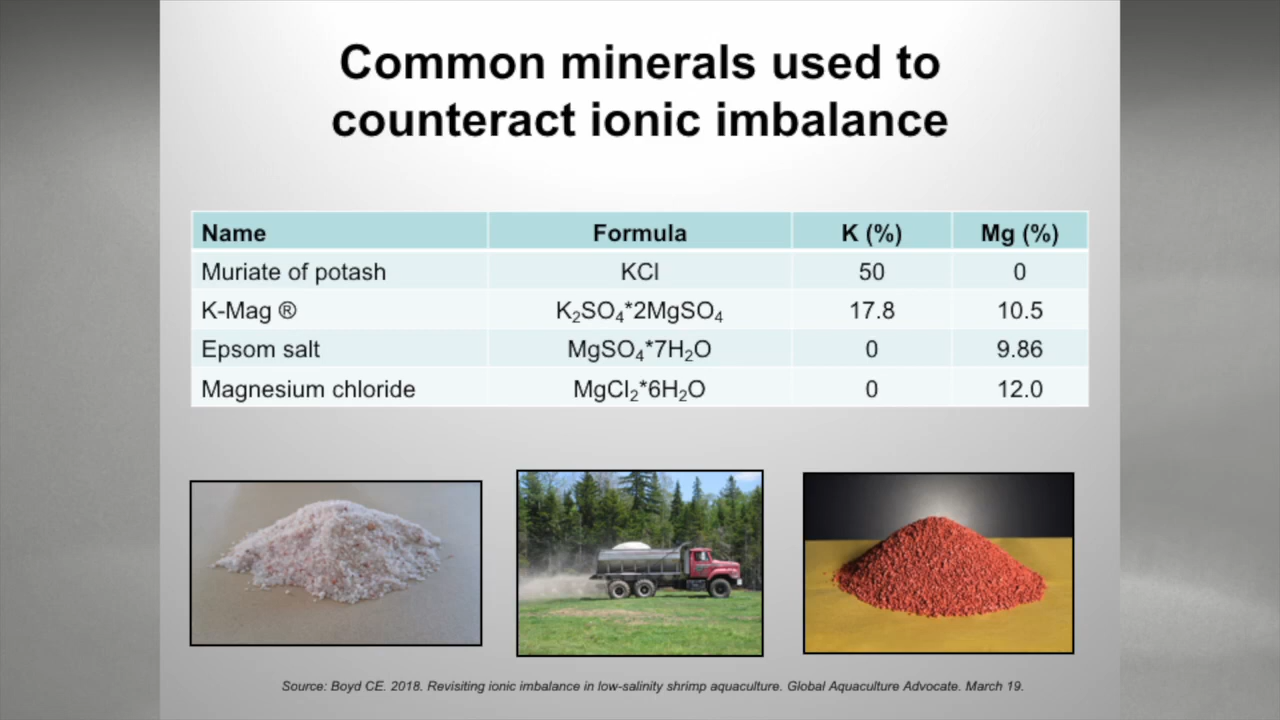 Common minerals used to
counteract ionic imbalance
Name Formula K (%) Mg (%)
Muriate of potash KCl 50 0
K-Mag ® K₂SO₄*2MgSO₄ 17.8 10.5
Epsom salt MgSO₄*7H₂O 0 9.86
Magnesium chloride MgCl₂*6H₂O 0 12.0
Source: Boyd CE. 2018. Revisiting ionic imbalance in low-salinity shrimp aquaculture. Global Aquaculture Advocate. March 19.